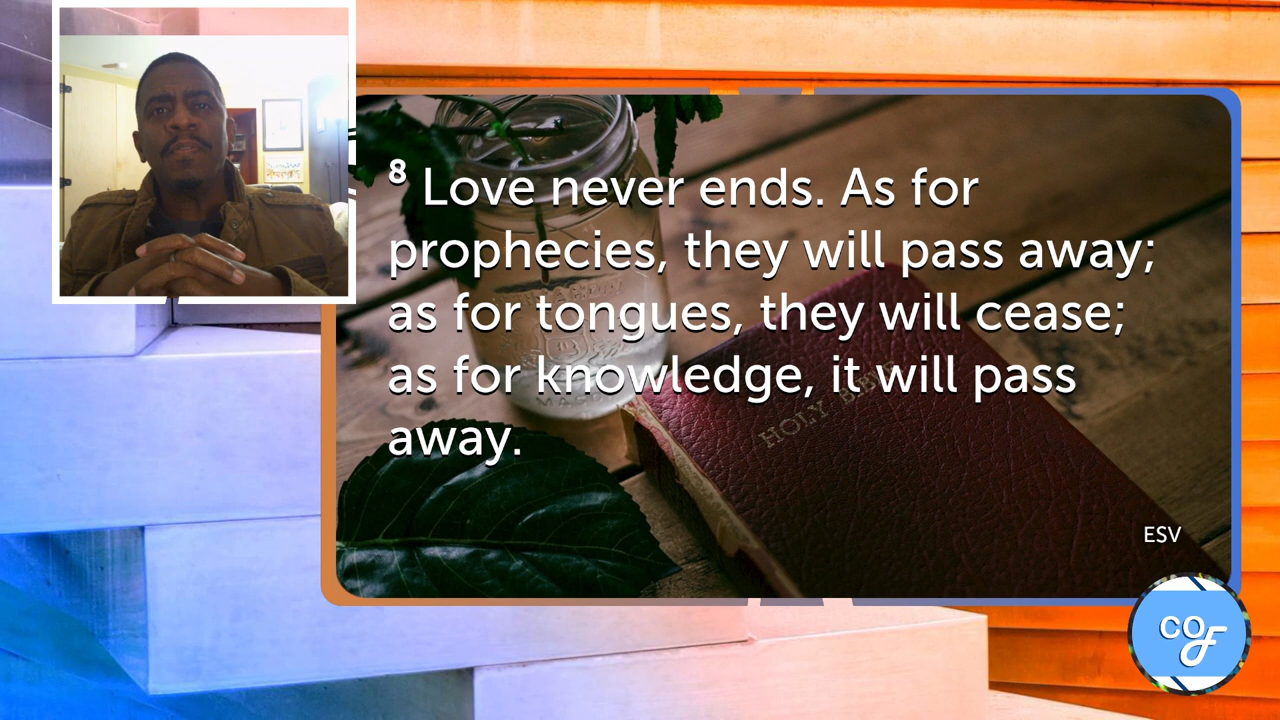 8 Love never ends. As for
prophecies, they will pass away;
as for tongues, they will cease;
as for knowledge, it will pass
away.
HOLY BIBLE
ESV
COF